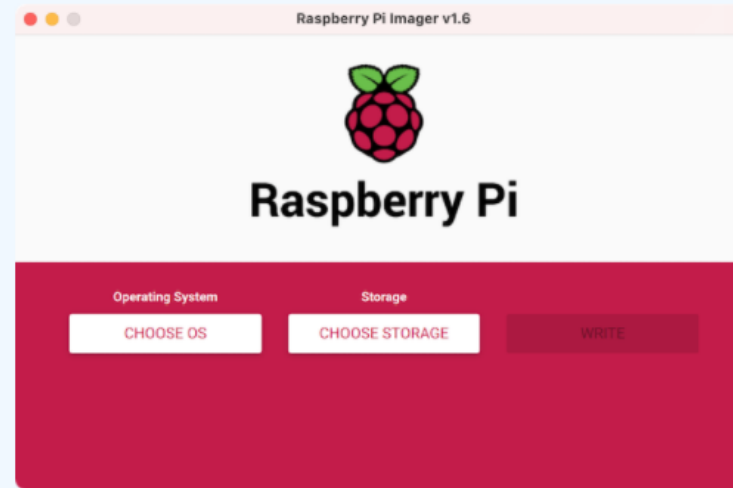 Raspberry Pi Imager v1.6
Raspberry Pi
Operating System
Storage
CHOOSE OS
CHOOSE STORAGE
WRITE